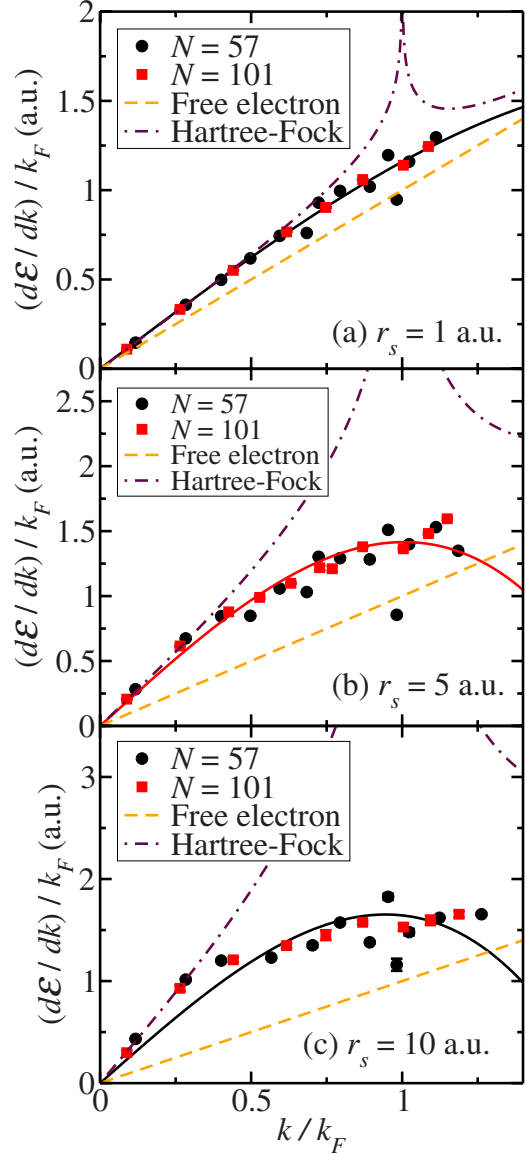 2
1.5
1
0.5
0
(dℰ/dk) / k_F (a.u.)
N = 57
N = 101
Free electron
Hartree-Fock
(a) r_s = 1 a.u.
2.5
2
1.5
1
0.5
0
(dℰ/dk) / k_F (a.u.)
N = 57
N = 101
Free electron
Hartree-Fock
(b) r_s = 5 a.u.
3
2
1
0
(dℰ/dk) / k_F (a.u.)
N = 57
N = 101
Free electron
Hartree-Fock
(c) r_s = 10 a.u.
0 0.5 1
k / k_F